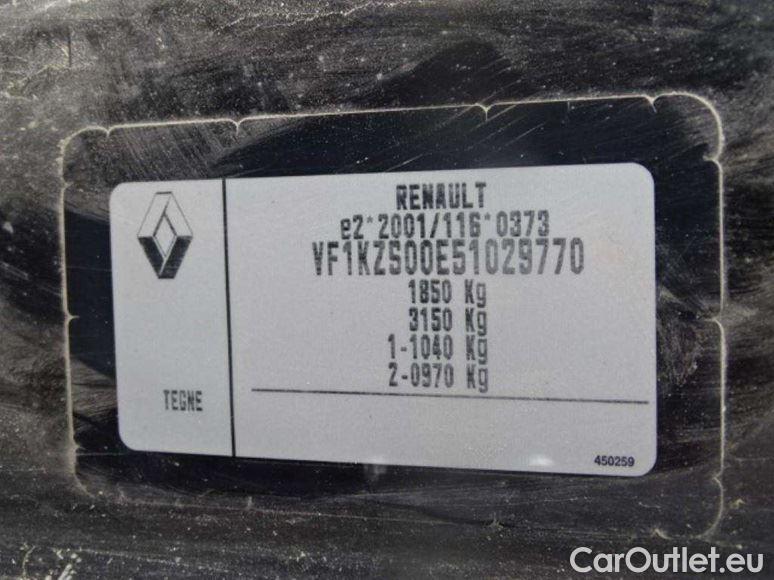 RENAULT
e2*2001/116*0373
VF1KZS00E51029770
1850 Kg
3150 Kg
1-1040 Kg
2-0970 Kg
TEGNE
450259
CarOutlet.eu